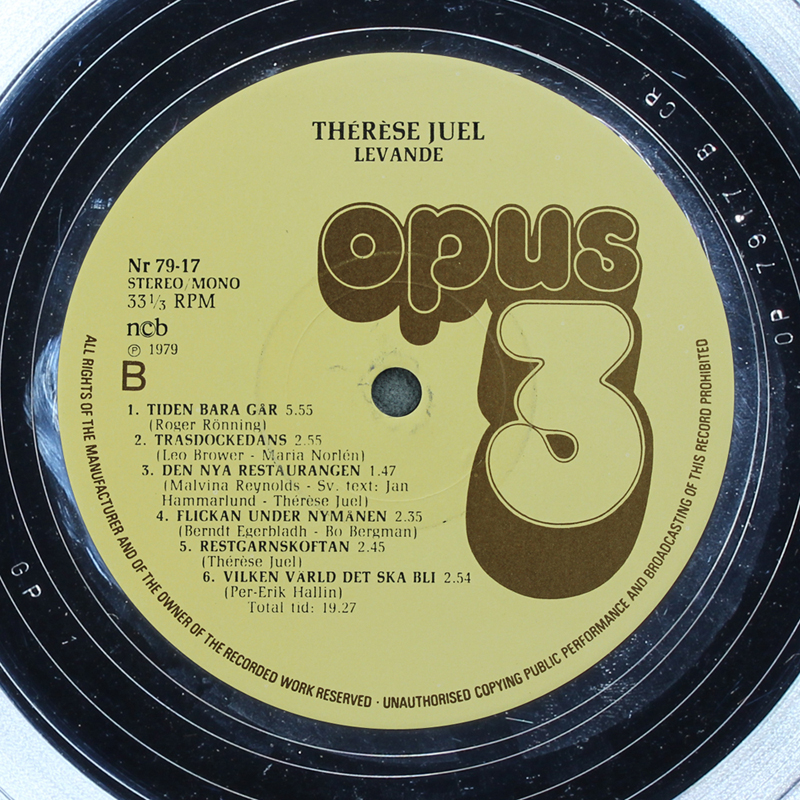 THÉRÈSE JUEL
LEVANDE
opus
3
Nr 79-17
STEREO/MONO
33 1/3 RPM
ncb
Ⓟ 1979
B
1. TIDEN BARA GÅR 5.55
(Roger Rönning)
2. TRASDOCKEDANS 2.55
(Leo Brower - Maria Norlén)
3. DEN NYA RESTAURANGEN 1.47
(Malvina Reynolds - Sv. text: Jan
Hammarlund - Thérèse Juel)
4. FLICKAN UNDER NYMÅNEN 2.35
(Berndt Egerbladh - Bo Bergman)
5. RESTGARNSKOFTAN 2.45
(Thérèse Juel)
6. VILKEN VÄRLD DET SKA BLI 2.54
(Per-Erik Hallin)
Total tid: 19.27
ALL RIGHTS OF THE MANUFACTURER AND OF THE OWNER OF THE RECORDED WORK RESERVED · UNAUTHORISED COPYING PUBLIC PERFORMANCE AND BROADCASTING OF THIS RECORD PROHIBITED
OP 7917 B CR